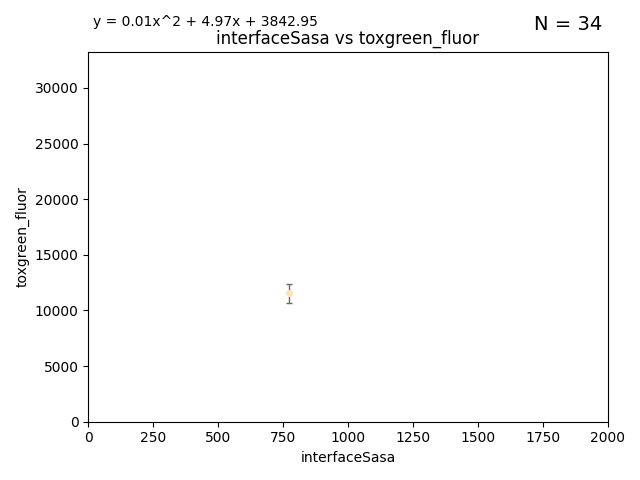 y = 0.01x^2 + 4.97x + 3842.95
N = 34
interfaceSasa vs toxgreen_fluor
30000
25000
20000
15000
10000
5000
0
toxgreen_fluor
0 250 500 750 1000 1250 1500 1750 2000
interfaceSasa